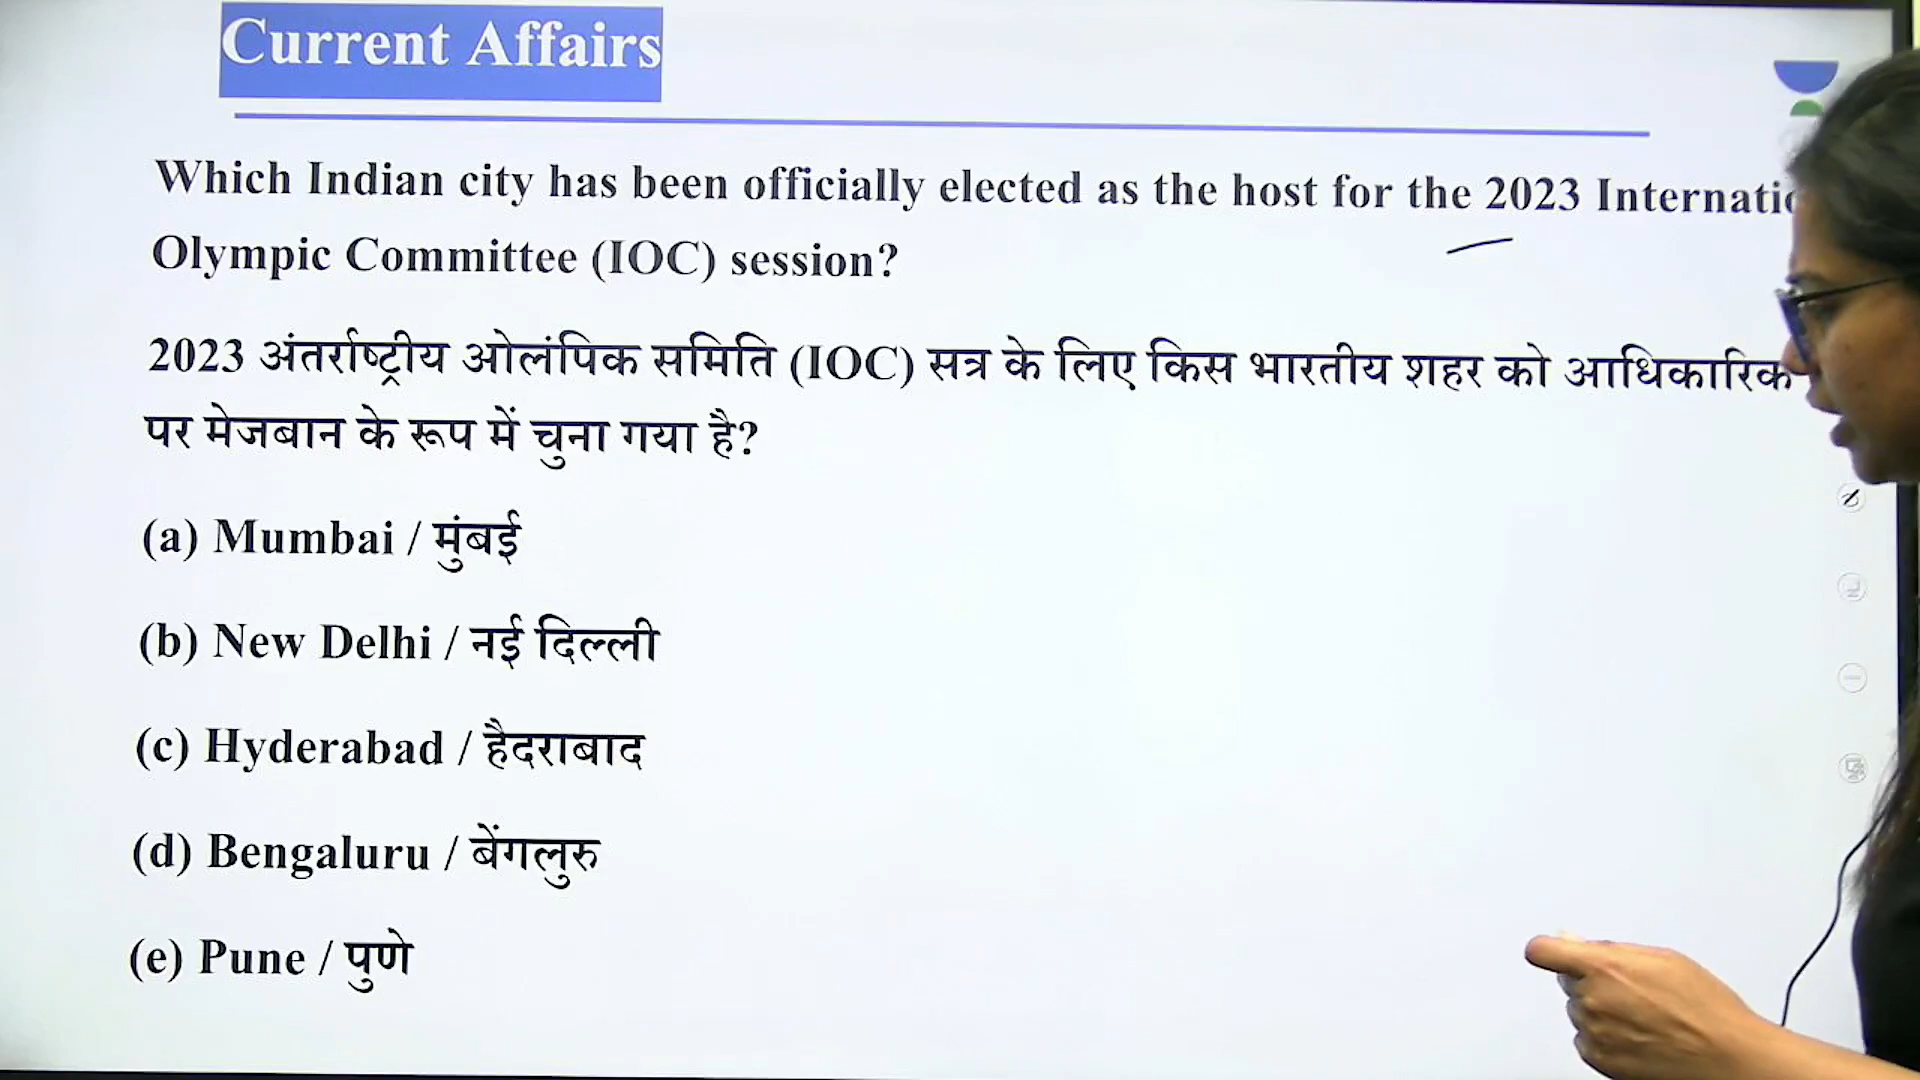 Current Affairs
Which Indian city has been officially elected as the host for the 2023
Olympic Committee (IOC) session?
2023 अंतर्राष्ट्रीय ओलंपिक समिति (IOC) सत्र के लिए किस भारतीय शहर को आधिकारिक
पर मेजबान के रूप में चुना गया है?
(a) Mumbai / मुंबई
(b) New Delhi / नई दिल्ली
(c) Hyderabad / हैदराबाद
(d) Bengaluru / बेंगलुरु
(e) Pune / पुणे